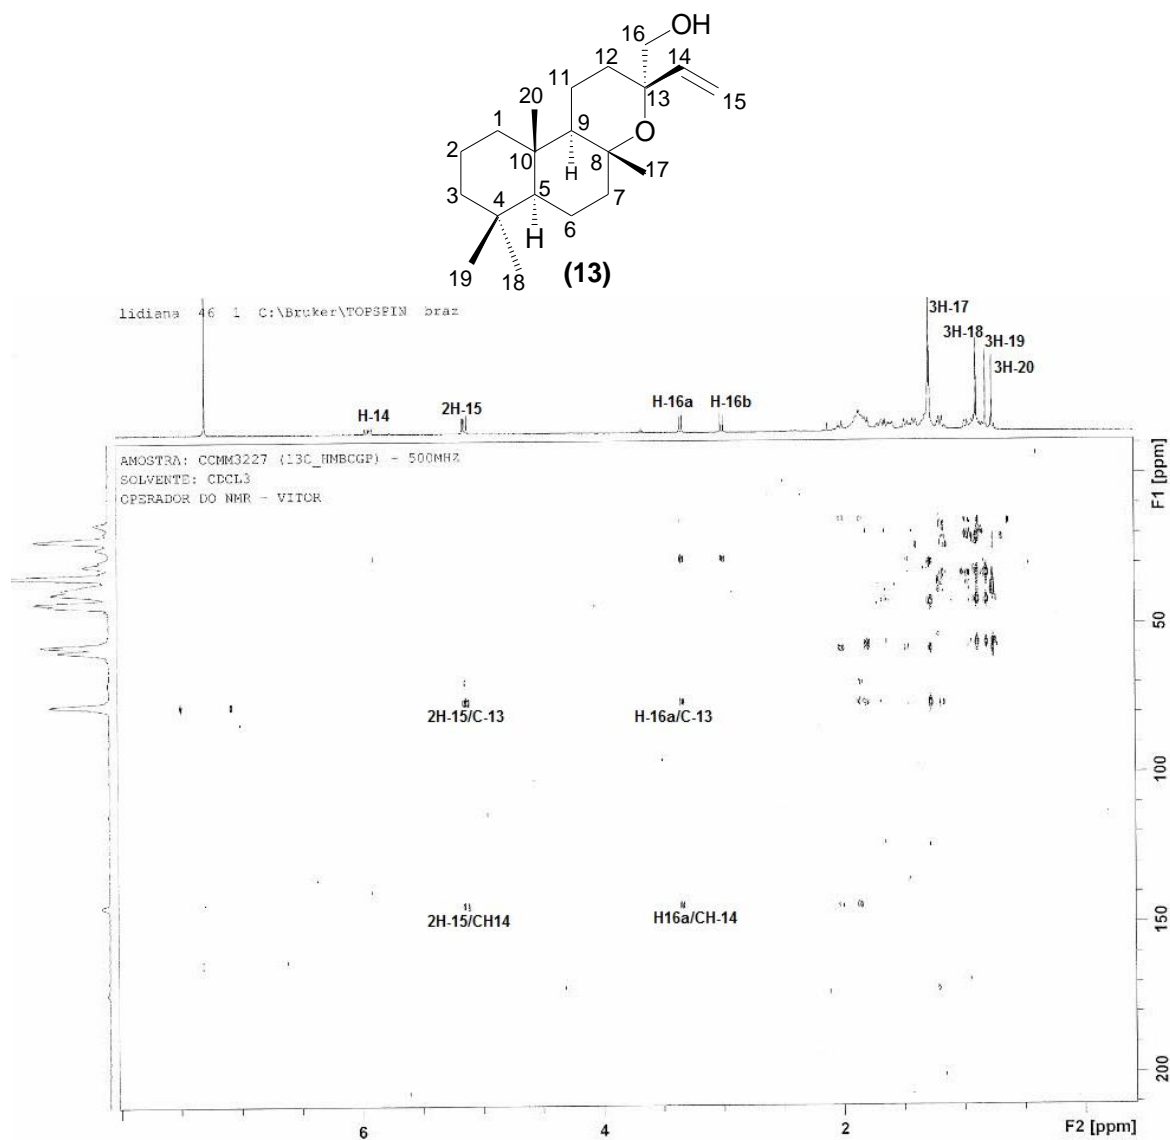 16 OH
12 14
11
20 13 15
1 9 O
2 10 8 17
H
3 4 5 7
6
H
19 18 (13)
lidiana 46 1 C:\Bruker\TOPSPIN braz
3H-17
3H-18
3H-19
3H-20
H-14 2H-15 H-16a H-16b
AMOSTRA: CCMM3227 (13C_HMBCGP) - 500MHZ
SOLVENTE: CDCL3
OPERADOR DO NMR - VITOR
F1 [ppm]
50
2H-15/C-13 H-16a/C-13
100
2H-15/CH14 H16a/CH-14
150
200
6 4 2 F2 [ppm]